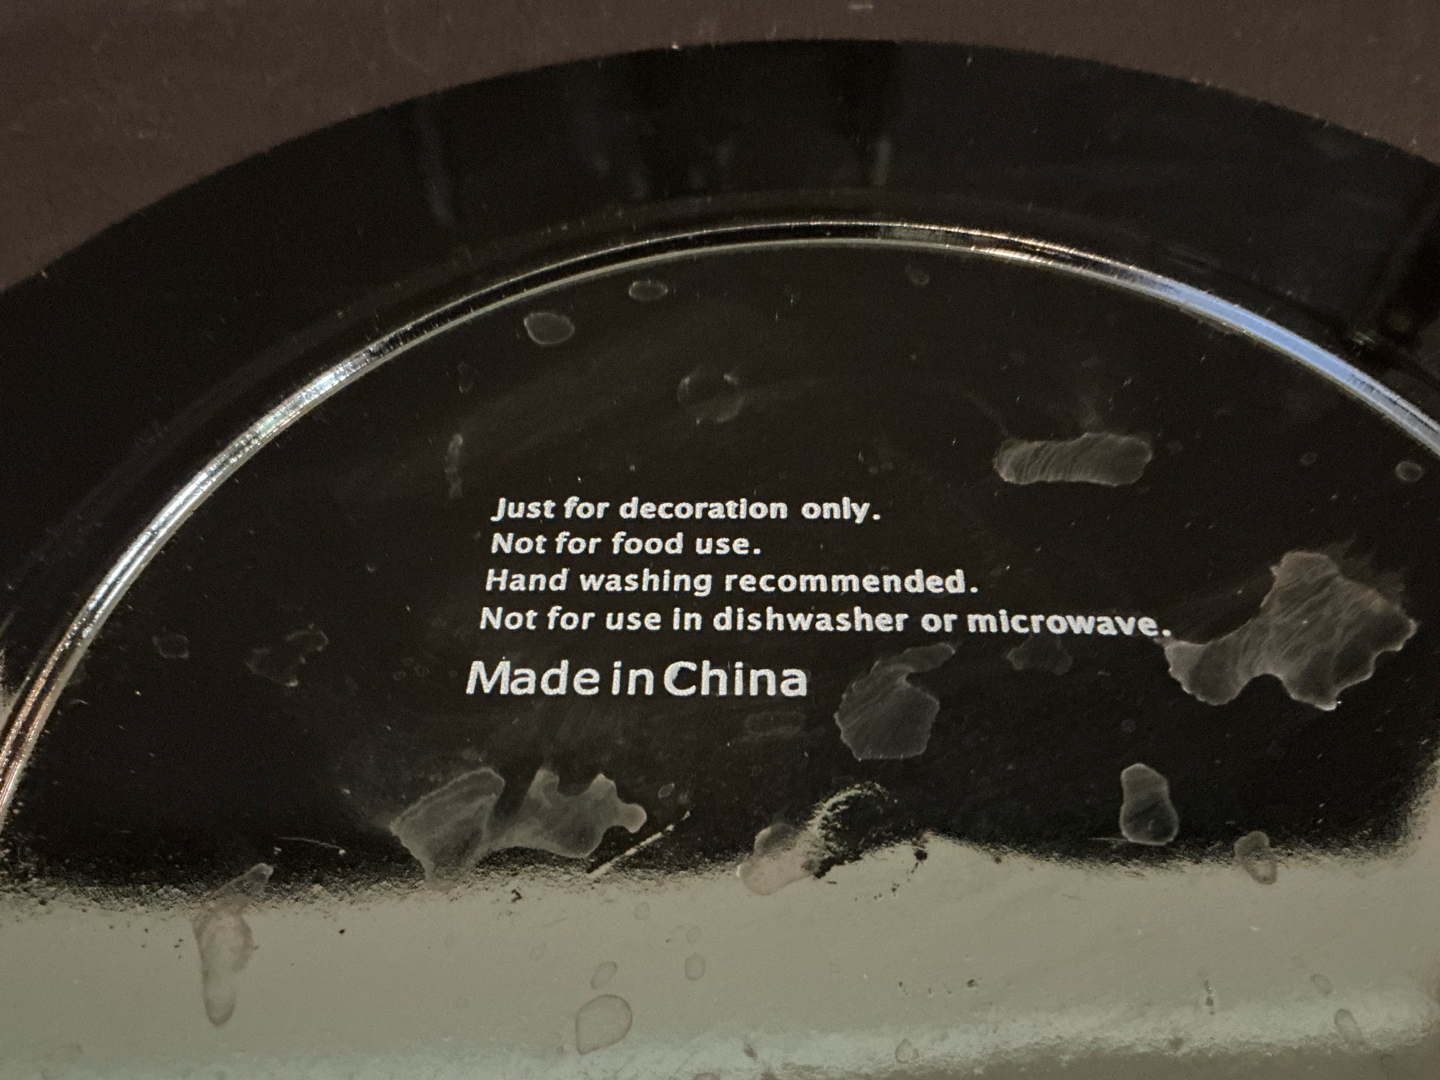 Just for decoration only.
Not for food use.
Hand washing recommended.
Not for use in dishwasher or microwave.
Made in China